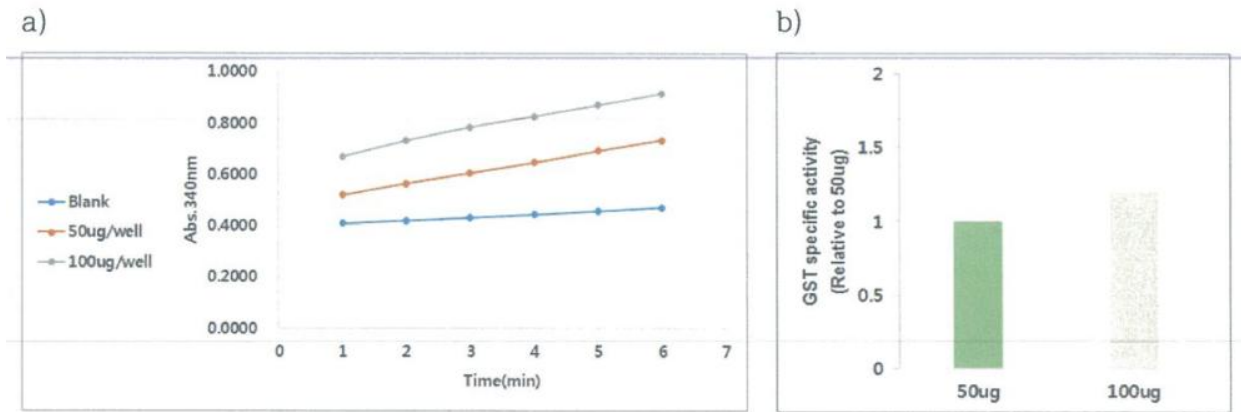 a)
b)
1.0000
0.8000
0.6000
0.4000
0.2000
0.0000
Abs.340nm
Blank
50ug/well
100ug/well
0 1 2 3 4 5 6 7
Time(min)
2
1.5
1
0.5
0
GST specific activity
(Relative to 50ug)
50ug 100ug